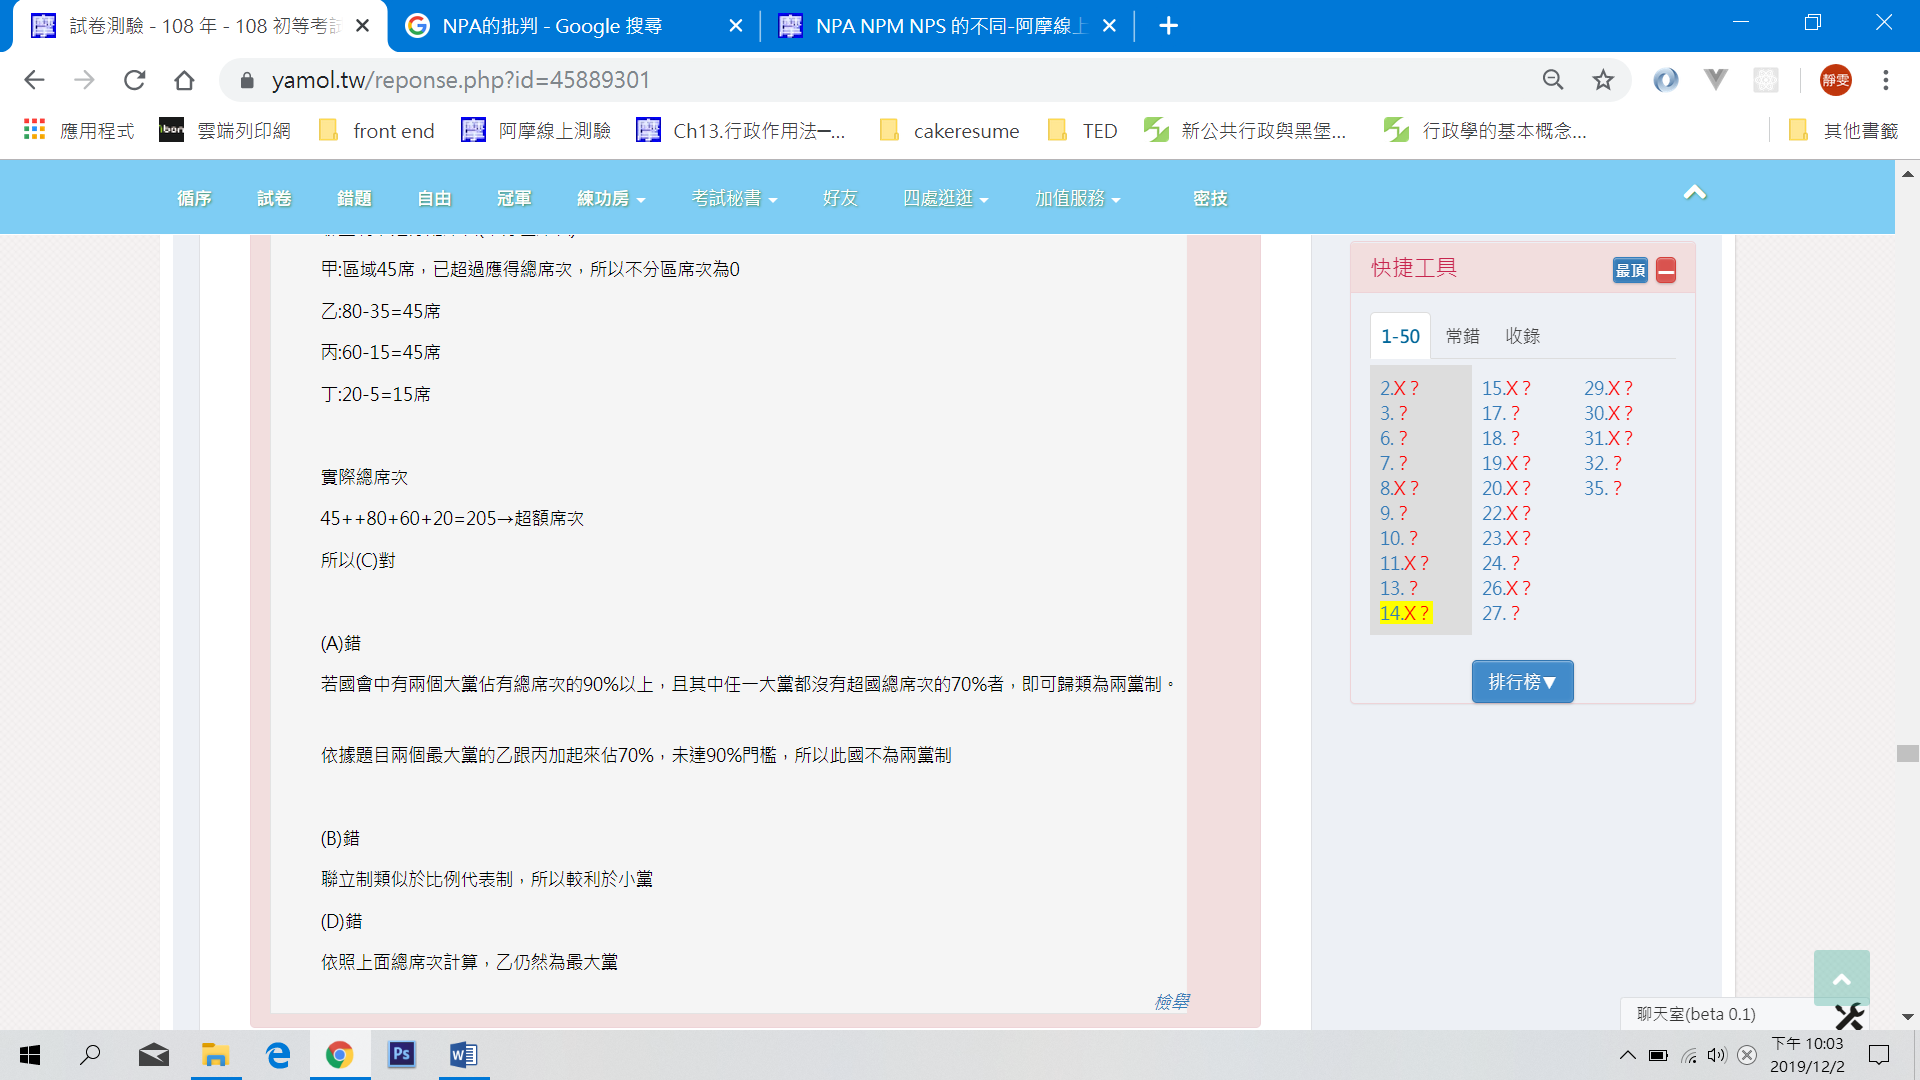 試卷測驗 - 108 年 - 108 初等考試
NPA的批判 - Google 搜尋
NPA NPM NPS 的不同-阿摩線上
yamol.tw/reponse.php?id=45889301
靜雯
應用程式
ibon
雲端列印網
front end
阿摩線上測驗
Ch13.行政作用法─...
cakeresume
TED
新公共行政與黑堡...
行政學的基本概念...
其他書籤
循序
試卷
錯題
自由
冠軍
練功房
考試秘書
好友
四處逛逛
加值服務
密技
甲:區域45席，已超過應得總席次，所以不分區席次為0
乙:80-35=45席
丙:60-15=45席
丁:20-5=15席
實際總席次
45++80+60+20=205→超額席次
所以(C)對
(A)錯
若國會中有兩個大黨佔有總席次的90%以上，且其中任一大黨都沒有超國總席次的70%者，即可歸類為兩黨制。
依據題目兩個最大黨的乙跟丙加起來佔70%，未達90%門檻，所以此國不為兩黨制
(B)錯
聯立制類似於比例代表制，所以較利於小黨
(D)錯
依照上面總席次計算，乙仍然為最大黨
檢舉
快捷工具
最頂
1-50
常錯
收錄
2.X ?
3. ?
6. ?
7. ?
8.X ?
9. ?
10. ?
11.X ?
13. ?
14.X ?
15.X ?
17. ?
18. ?
19.X ?
20.X ?
22.X ?
23.X ?
24. ?
26.X ?
27. ?
29.X ?
30.X ?
31.X ?
32. ?
35. ?
排行榜▼
聊天室(beta 0.1)
Ps
下午 10:03
2019/12/2